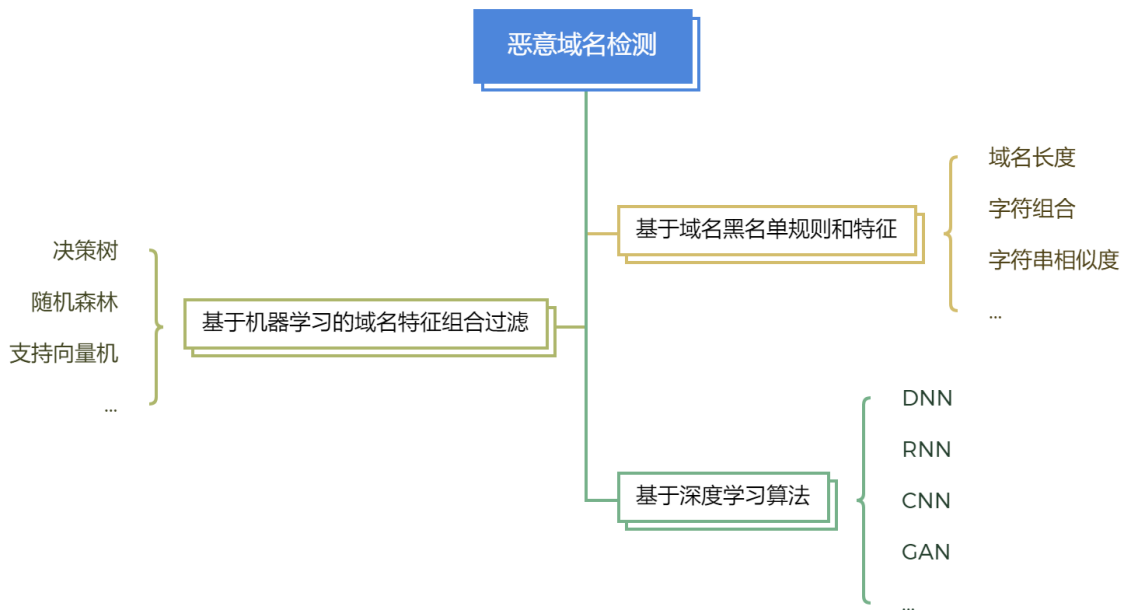 恶意域名检测
基于域名黑名单规则和特征
域名长度
字符组合
字符串相似度
...
基于机器学习的域名特征组合过滤
决策树
随机森林
支持向量机
...
基于深度学习算法
DNN
RNN
CNN
GAN
...